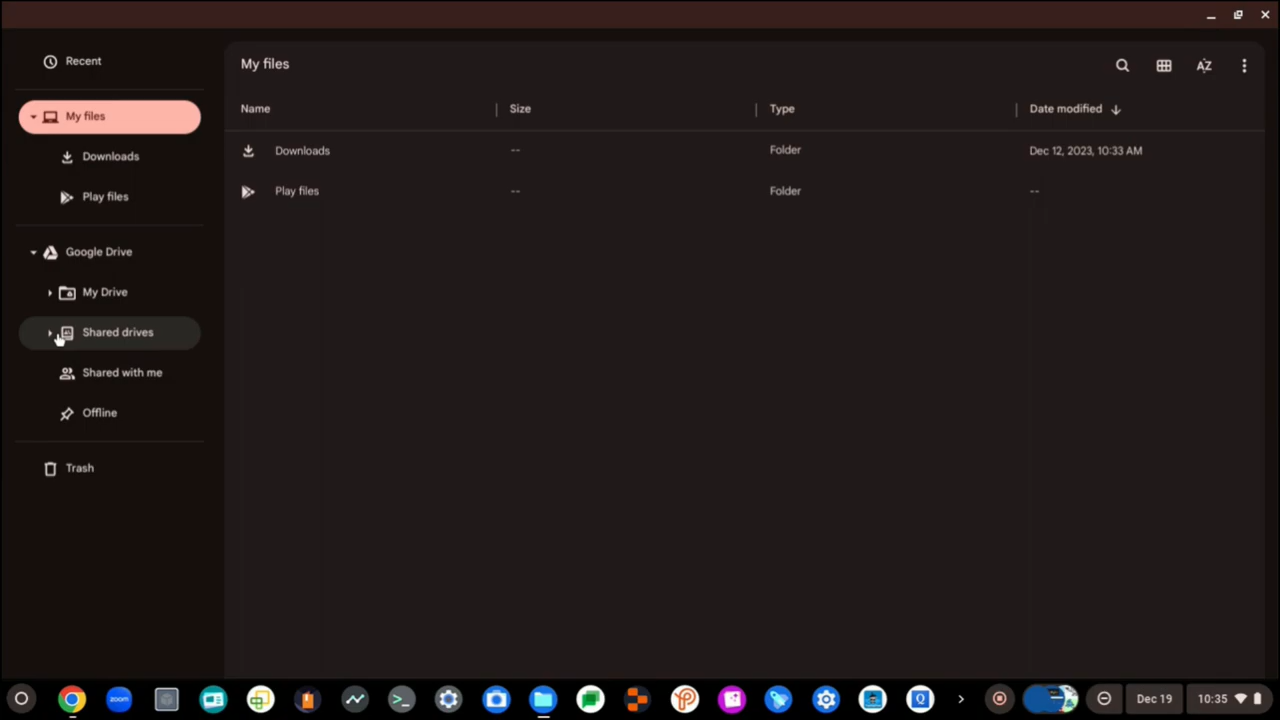 Recent
My files
Downloads
Play files
Google Drive
My Drive
Shared drives
Shared with me
Offline
Trash
My files
AZ
Name Size Type Date modified
Downloads -- Folder Dec 12, 2023, 10:33 AM
Play files -- Folder --
zoom
Dec 19
10:35